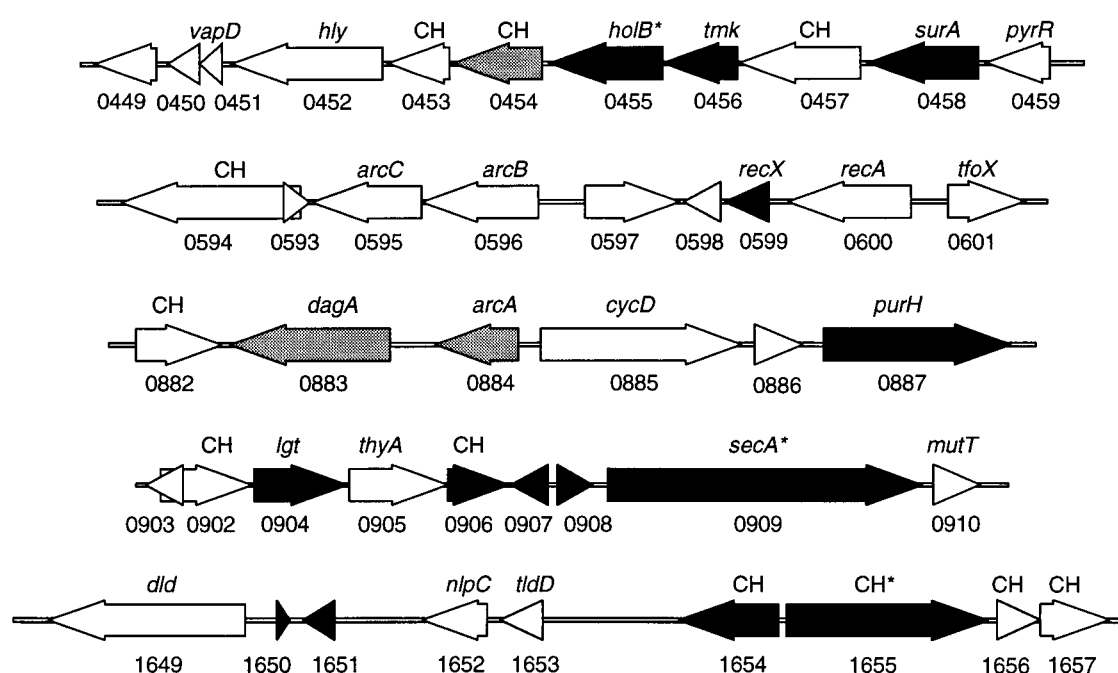 vapD hly CH CH holB* tmk CH surA pyrR
0449 0450 0451 0452 0453 0454 0455 0456 0457 0458 0459
CH arcC arcB recX recA tfoX
0594 0593 0595 0596 0597 0598 0599 0600 0601
CH dagA arcA cycD purH
0882 0883 0884 0885 0886 0887
CH lgt thyA CH secA* mutT
0903 0902 0904 0905 0906 0907 0908 0909 0910
dld nlpC tldD CH CH* CH CH
1649 1650 1651 1652 1653 1654 1655 1656 1657